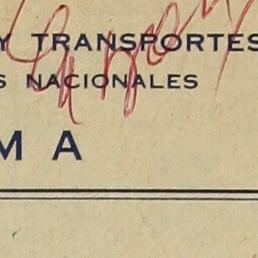 Y TRANSPORTES
S NACIONALES
M A